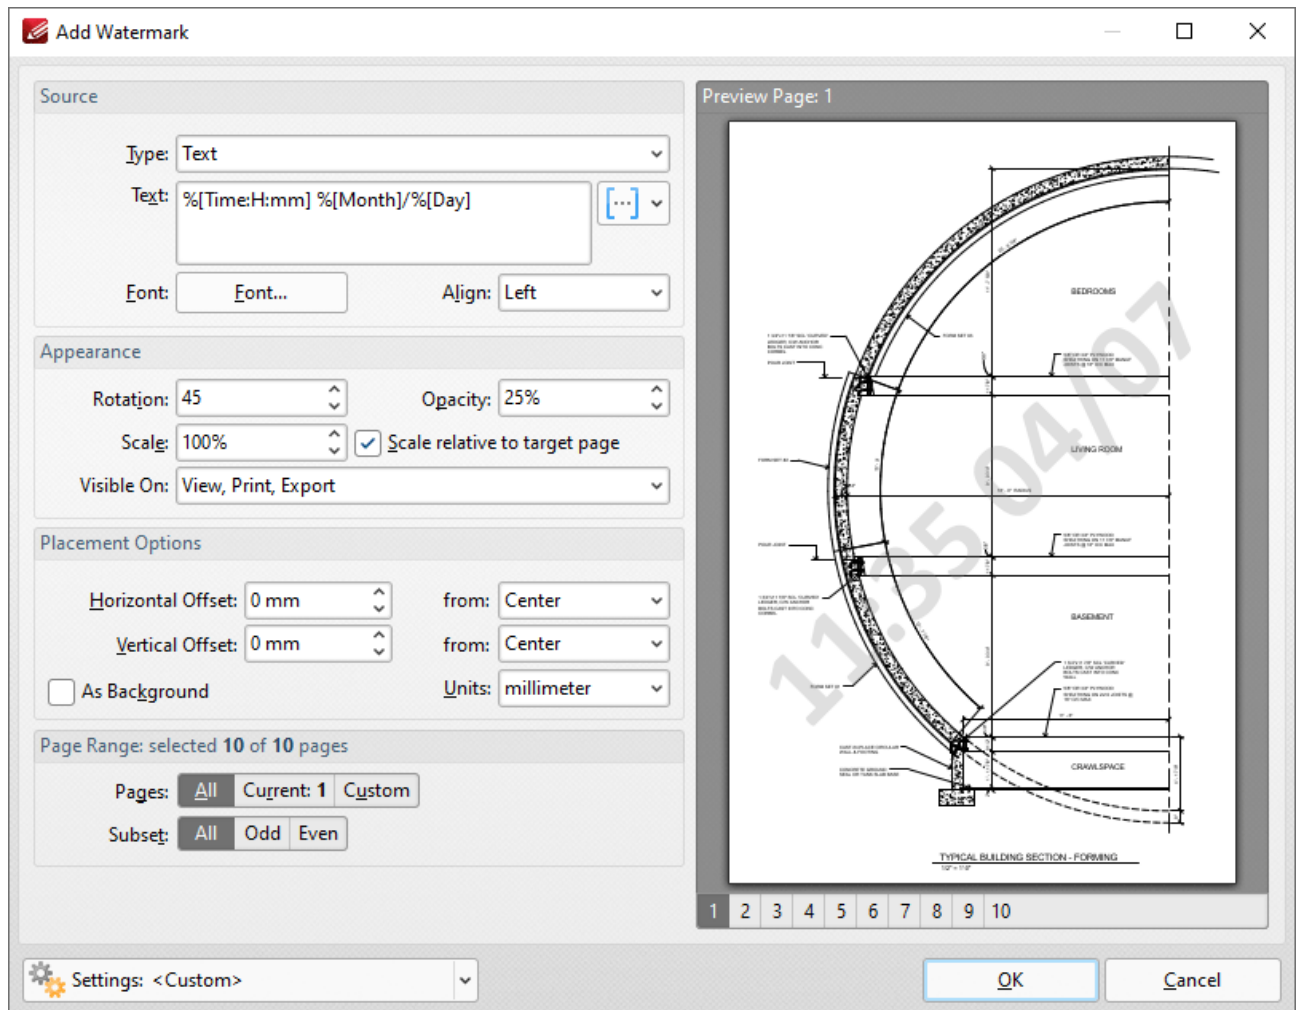 Add Watermark
Source
Type: Text
Text: %[Time:H:mm] %[Month]/%[Day]
Font: Font... Align: Left
Appearance
Rotation: 45 Opacity: 25%
Scale: 100% Scale relative to target page
Visible On: View, Print, Export
Placement Options
Horizontal Offset: 0 mm from: Center
Vertical Offset: 0 mm from: Center
As Background Units: millimeter
Page Range: selected 10 of 10 pages
Pages: All Current: 1 Custom
Subset: All Odd Even
Preview Page: 1
BEDROOMS
LIVING ROOM
BASEMENT
CRAWLSPACE
11:35 04/07
TYPICAL BUILDING SECTION - FORMING
1 2 3 4 5 6 7 8 9 10
Settings: <Custom>
OK Cancel